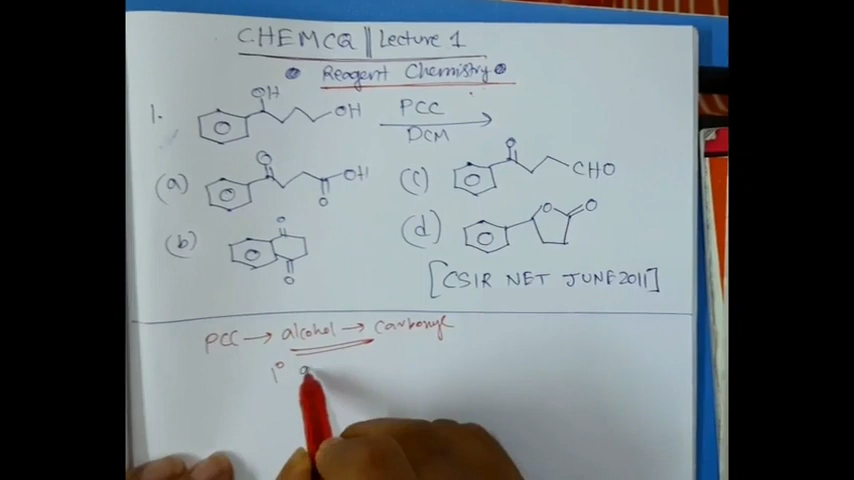 CHEMCQ || Lecture 1
Reagent Chemistry
1. OH OH PCC
DCM
(a) O O OH
(b) O O
(c) O CHO
(d) O O
[CSIR NET JUNE 2011]
PCC → alcohol → carbonyl
1° a